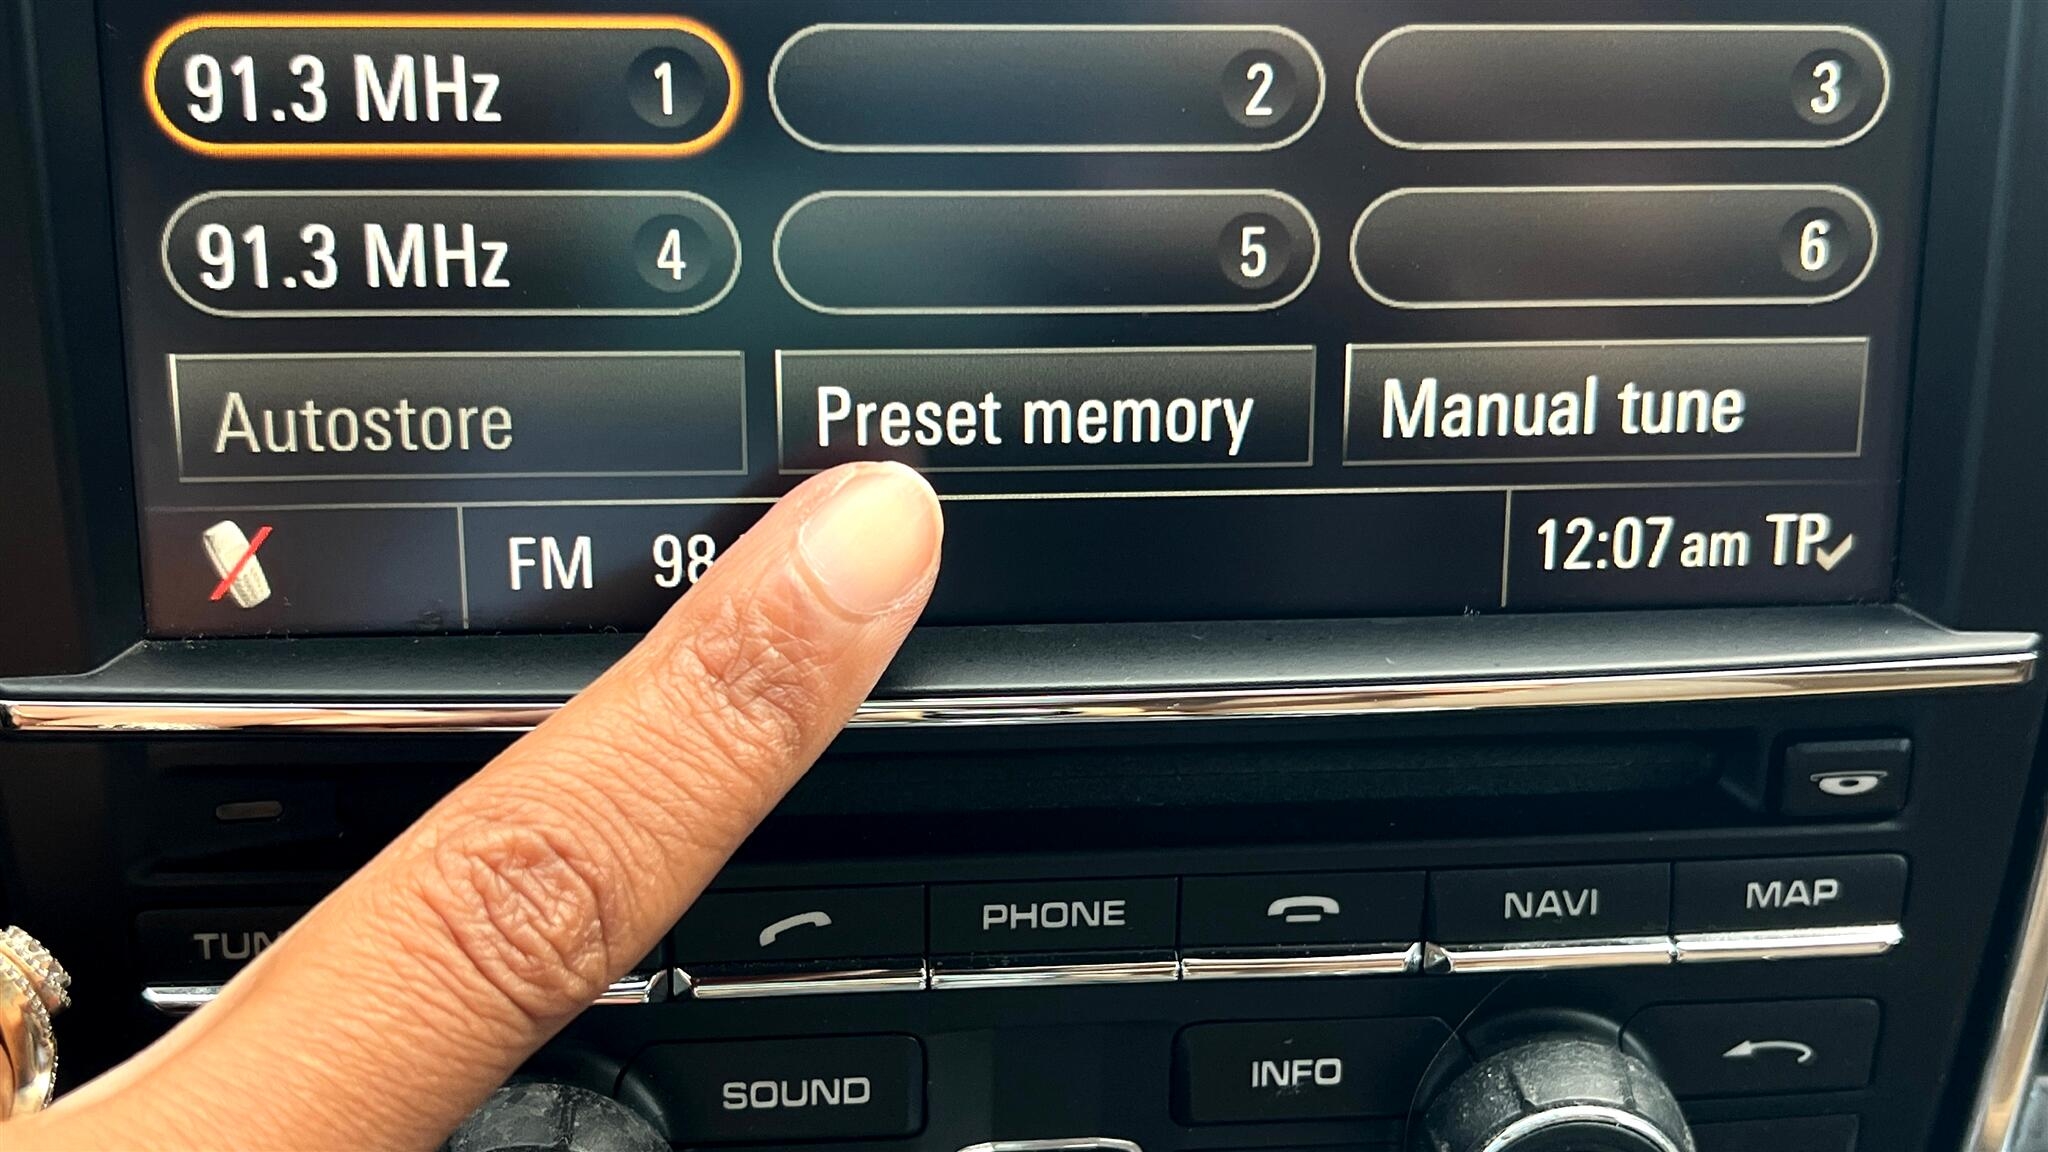 91.3 MHz 1 2 3
91.3 MHz 4 5 6
Autostore Preset memory Manual tune
FM 98 12:07 am TP
PHONE NAVI MAP
SOUND INFO